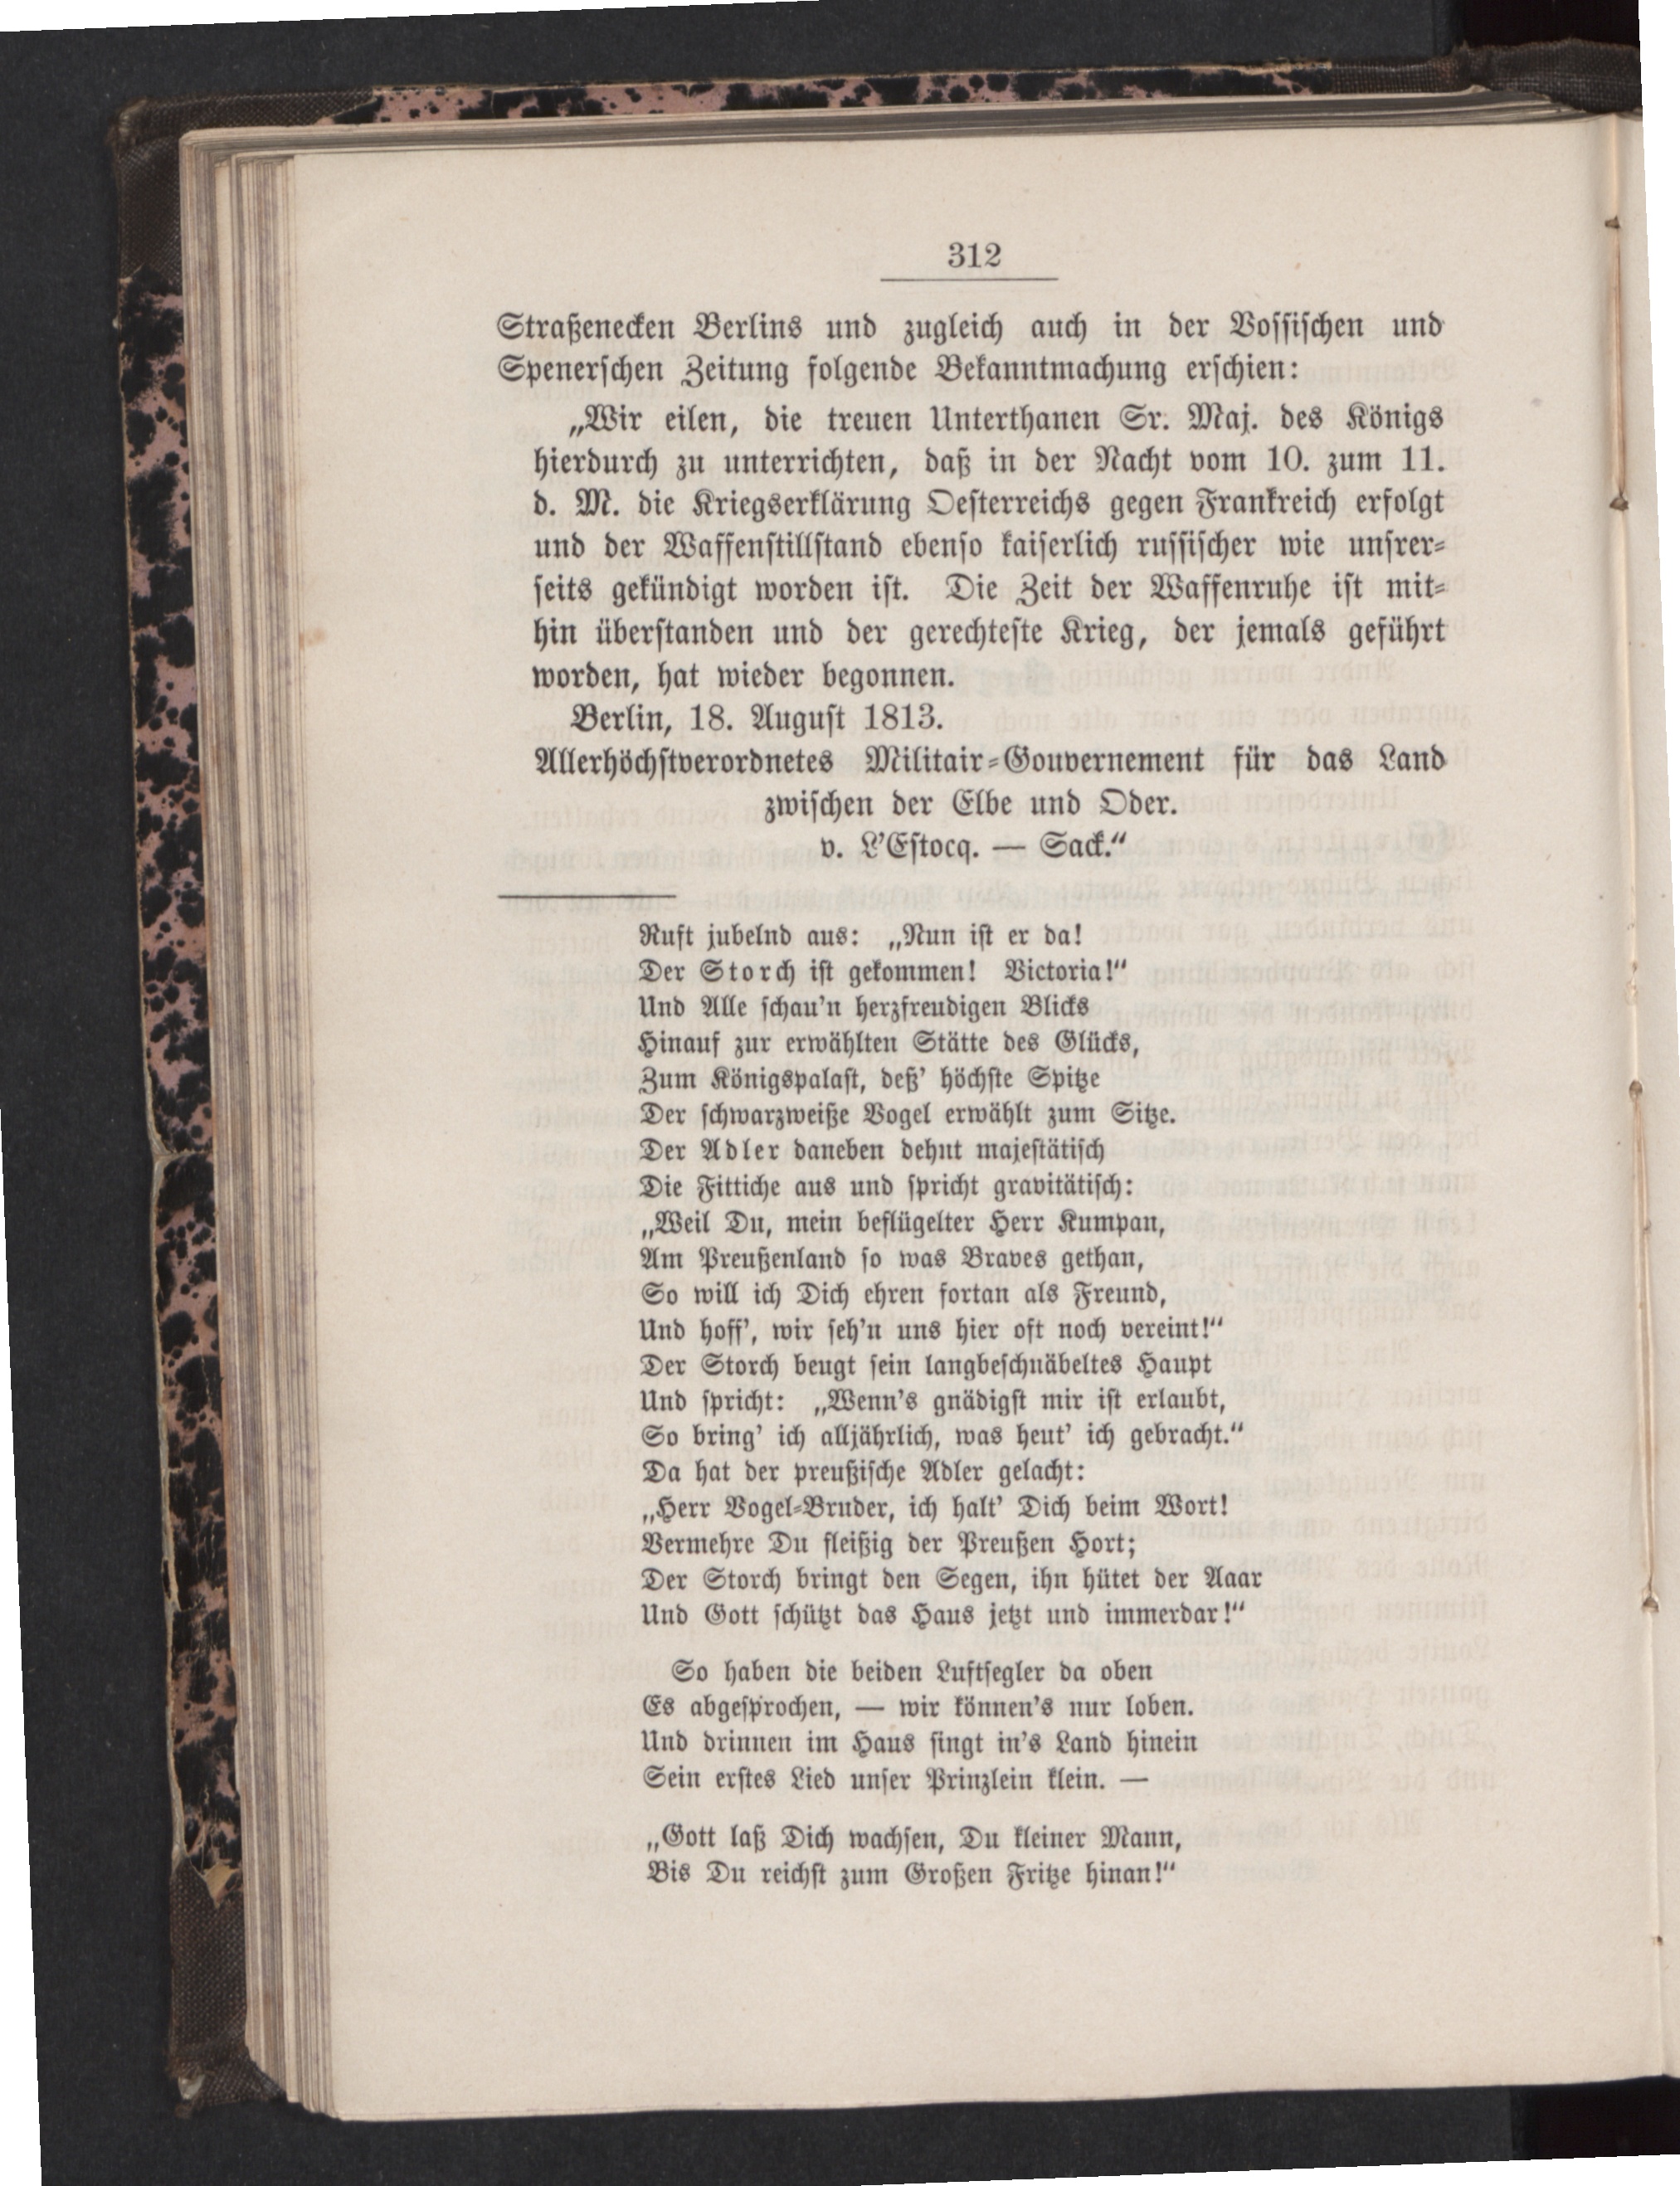 312
Straßenecken Berlins und zugleich auch in der Vossischen und
Spenerschen Zeitung folgende Bekanntmachung erschien:
„Wir eilen, die treuen Unterthanen Sr. Maj. des Königs
hierdurch zu unterrichten, daß in der Nacht vom 10. zum 11.
d. M. die Kriegserklärung Oesterreichs gegen Frankreich erfolgt
und der Waffenstillstand ebenso kaiserlich russischer wie unsrer-
seits gekündigt worden ist. Die Zeit der Waffenruhe ist mit-
hin überstanden und der gerechteste Krieg, der jemals geführt
worden, hat wieder begonnen.
Berlin, 18. August 1813.
Allerhöchstverordnetes Militair-Gouvernement für das Land
zwischen der Elbe und Oder.
v. L'Estocq. — Sack.“
Ruft jubelnd aus: „Nun ist er da!
Der Storch ist gekommen! Victoria!“
Und Alle schau'n herzfreudigen Blicks
Hinauf zur erwählten Stätte des Glücks,
Zum Königspalast, deß' höchste Spitze
Der schwarzweiße Vogel erwählt zum Sitze.
Der Adler daneben dehnt majestätisch
Die Fittiche aus und spricht gravitätisch:
„Weil Du, mein beflügelter Herr Kumpan,
Am Preußenland so was Braves gethan,
So will ich Dich ehren fortan als Freund,
Und hoff', wir seh'n uns hier oft noch vereint!“
Der Storch beugt sein langbeschnäbeltes Haupt
Und spricht: „Wenn's gnädigst mir ist erlaubt,
So bring' ich alljährlich, was heut' ich gebracht.“
Da hat der preußische Adler gelacht:
„Herr Vogel-Bruder, ich halt' Dich beim Wort!
Vermehre Du fleißig der Preußen Hort;
Der Storch bringt den Segen, ihn hütet der Aaar
Und Gott schützt das Haus jetzt und immerdar!“
So haben die beiden Luftsegler da oben
Es abgesprochen, — wir können's nur loben.
Und drinnen im Haus singt in's Land hinein
Sein erstes Lied unser Prinzlein klein. —
„Gott laß Dich wachsen, Du kleiner Mann,
Bis Du reichst zum Großen Fritze hinan!“